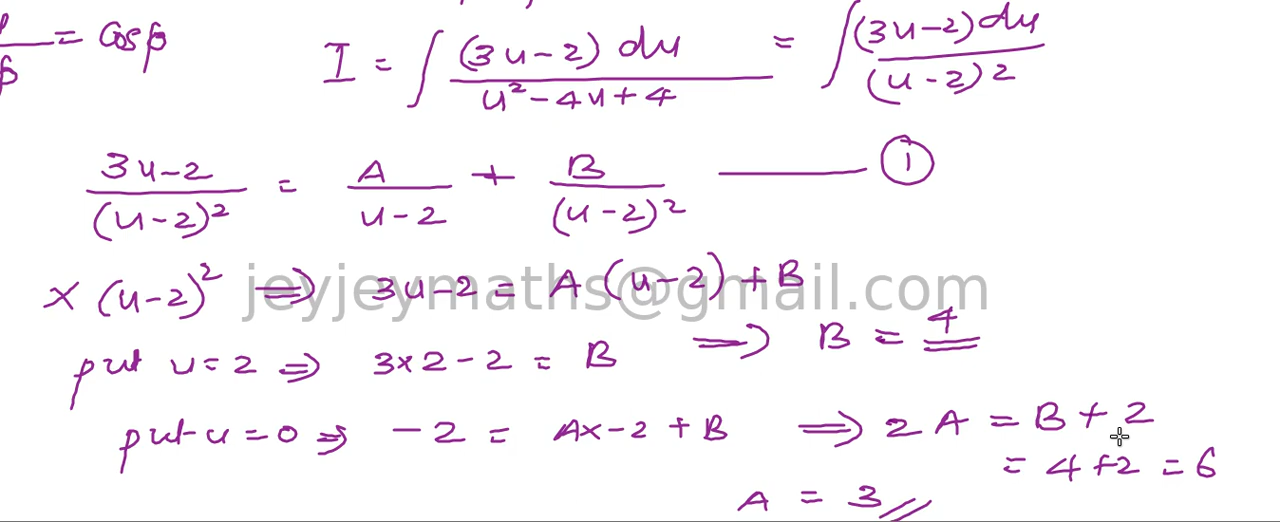 = Cosβ I = ∫ (3u-2) du / u² - 4u + 4 = ∫ (3u-2) du / (u-2)²
3u-2 / (u-2)² = A / u-2 + B / (u-2)² ——— ①
× (u-2)² ⇒ 3u-2 = A (u-2) + B
jeyjeymaths@gmail.com
put u = 2 ⇒ 3×2 - 2 = B ⇒ B = 4
put u = 0 ⇒ -2 = A×-2 + B ⇒ 2A = B + 2
= 4+2 = 6
A = 3 //